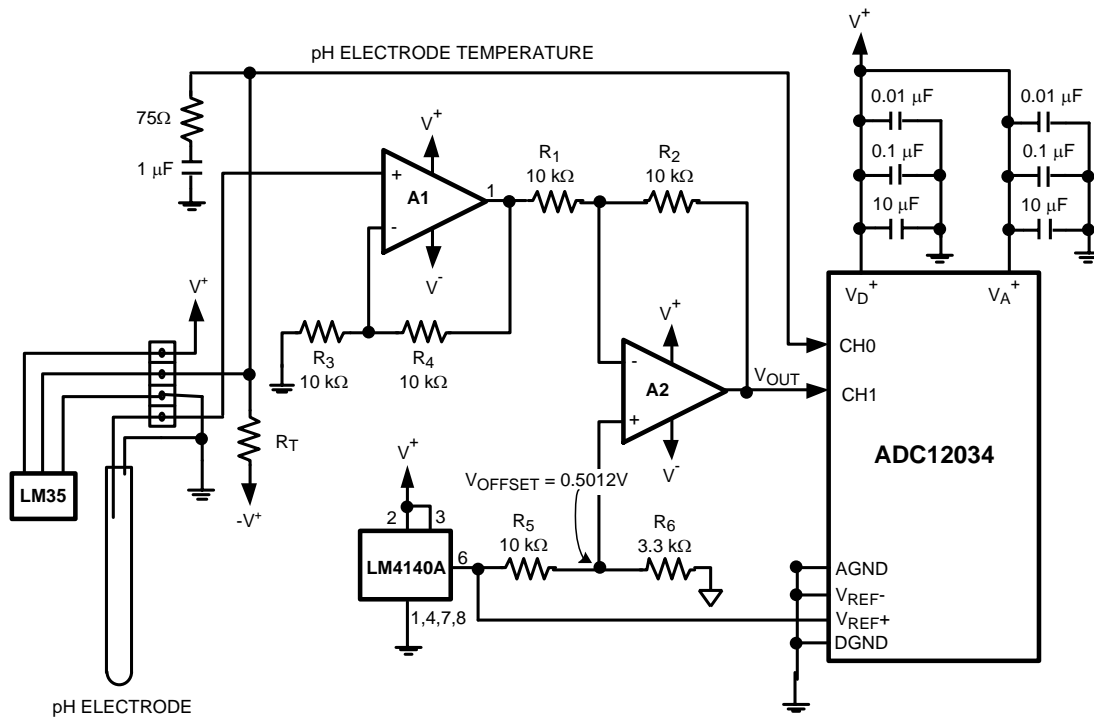 V+
pH ELECTRODE TEMPERATURE
0.01 µF
0.01 µF
75Ω
V+
R1
R2
0.1 µF
0.1 µF
1 µF
10 kΩ
10 kΩ
+
A1
1
10 µF
10 µF
-
V-
VD+
VA+
V+
V+
R3
R4
CH0
10 kΩ
10 kΩ
-
A2
VOUT
CH1
+
RT
ADC12034
V+
V-
LM35
VOFFSET = 0.5012V
-V+
2
3
R5
R6
10 kΩ
3.3 kΩ
LM4140A
6
AGND
VREF-
1,4,7,8
VREF+
DGND
pH ELECTRODE